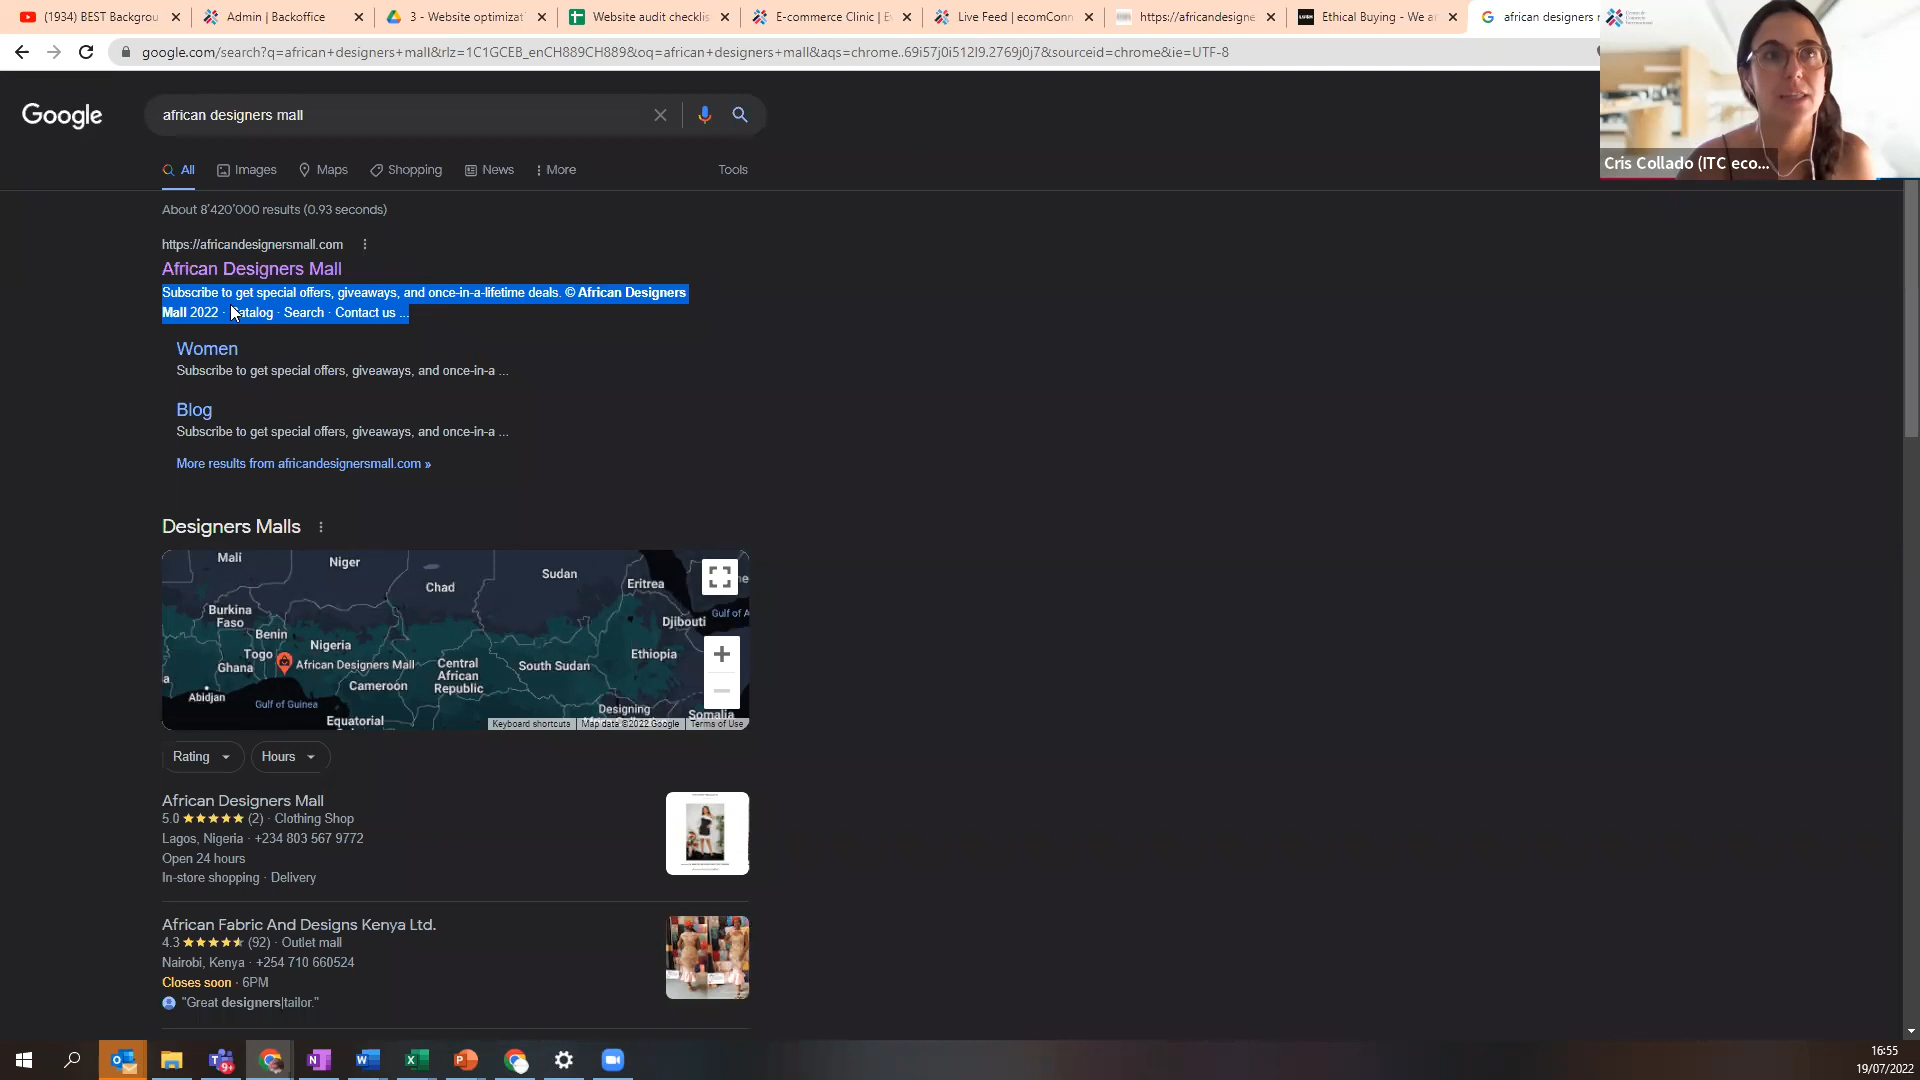 (1934) BEST Backgrou
Admin | Backoffice
3 - Website optimizat
Website audit checklis
E-commerce Clinic | E
Live Feed | ecomConn
https://africandesigne
Ethical Buying - We a
african designers
google.com/search?q=african+designers+mall&rlz=1C1GCEB_enCH889CH889&oq=african+designers+mall&aqs=chrome..69i57j0i512l9.2769j0j7&sourceid=chrome&ie=UTF-8
Cris Collado (ITC eco...
Google
african designers mall
All
Images
Maps
Shopping
News
More
Tools
About 8'420'000 results (0.93 seconds)
https://africandesignersmall.com
African Designers Mall
Subscribe to get special offers, giveaways, and once-in-a-lifetime deals. © African Designers
Mall 2022 · Catalog · Search · Contact us ...
Women
Subscribe to get special offers, giveaways, and once-in-a ...
Blog
Subscribe to get special offers, giveaways, and once-in-a ...
More results from africandesignersmall.com »
Designers Malls
Mali
Niger
Chad
Sudan
Eritrea
Gulf of A
Burkina
Faso
Benin
Togo
Ghana
Nigeria
African Designers Mall
Djibouti
Ethiopia
South Sudan
Central
African
Republic
Cameroon
Abidjan
Gulf of Guinea
Equatorial
Designing
Somalia
Keyboard shortcuts
Map data ©2022 Google
Terms of Use
Rating
Hours
African Designers Mall
5.0 (2) · Clothing Shop
Lagos, Nigeria · +234 803 567 9772
Open 24 hours
In-store shopping · Delivery
African Fabric And Designs Kenya Ltd.
4.3 (92) · Outlet mall
Nairobi, Kenya · +254 710 660524
Closes soon · 6PM
"Great designers|tailor."
16:55
19/07/2022